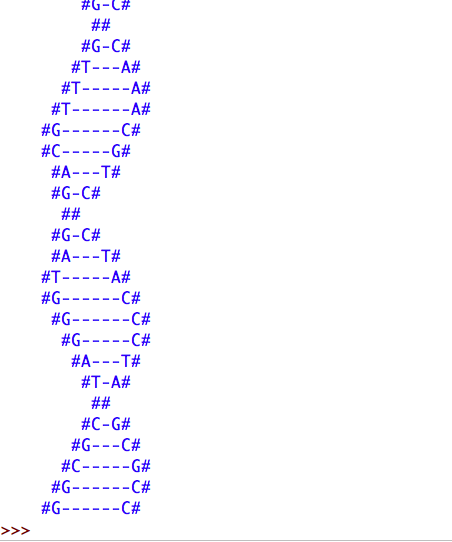 #G-C#
         ##
        #G-C#
       #T---A#
      #T-----A#
     #T------A#
    #G------C#
    #C-----G#
     #A---T#
     #G-C#
      ##
     #G-C#
     #A---T#
    #T-----A#
    #G------C#
     #G------C#
      #G-----C#
       #A---T#
        #T-A#
         ##
        #C-G#
       #G---C#
      #C-----G#
     #G------C#
    #G------C#
>>>